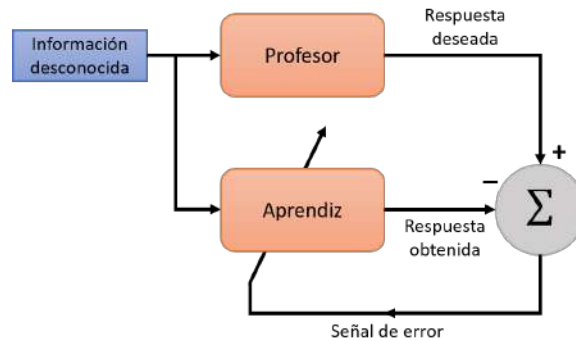 Información
desconocida
Profesor
Respuesta
deseada
+
Aprendiz
−
Σ
Respuesta
obtenida
Señal de error